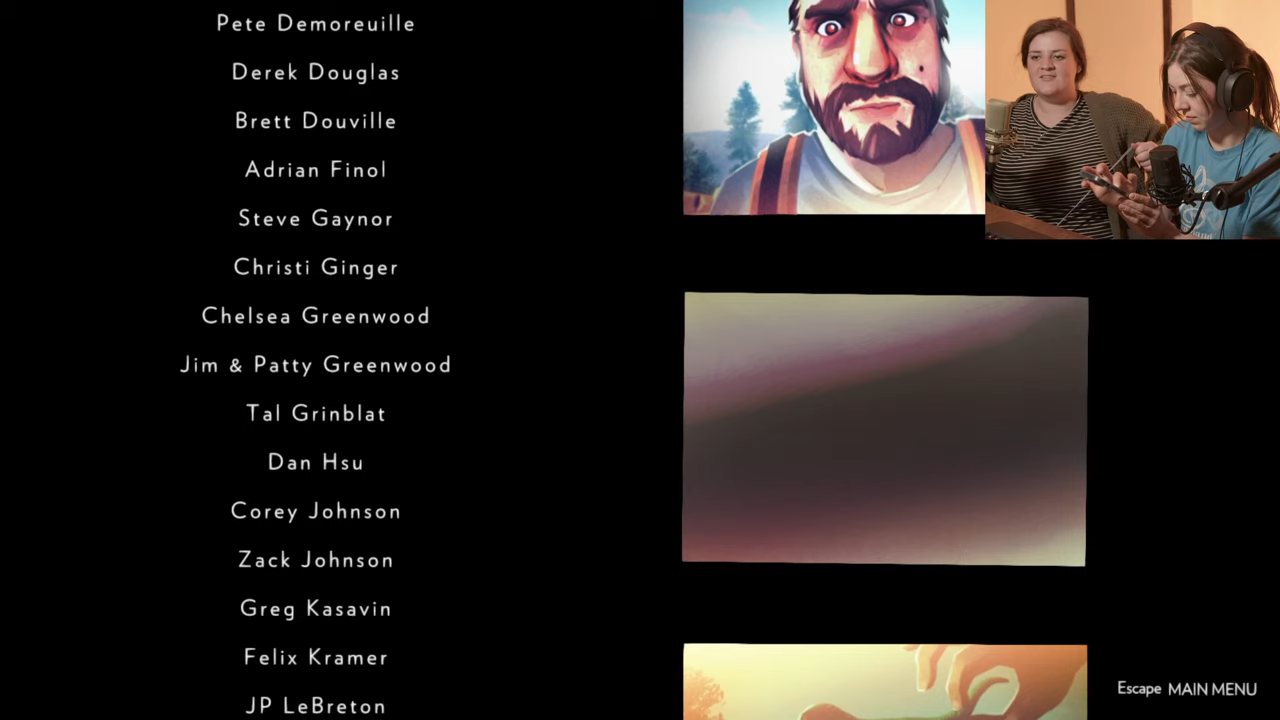 Pete Demoreuille
Derek Douglas
Brett Douville
Adrian Finol
Steve Gaynor
Christi Ginger
Chelsea Greenwood
Jim & Patty Greenwood
Tal Grinblat
Dan Hsu
Corey Johnson
Zack Johnson
Greg Kasavin
Felix Kramer
JP LeBreton
Escape MAIN MENU